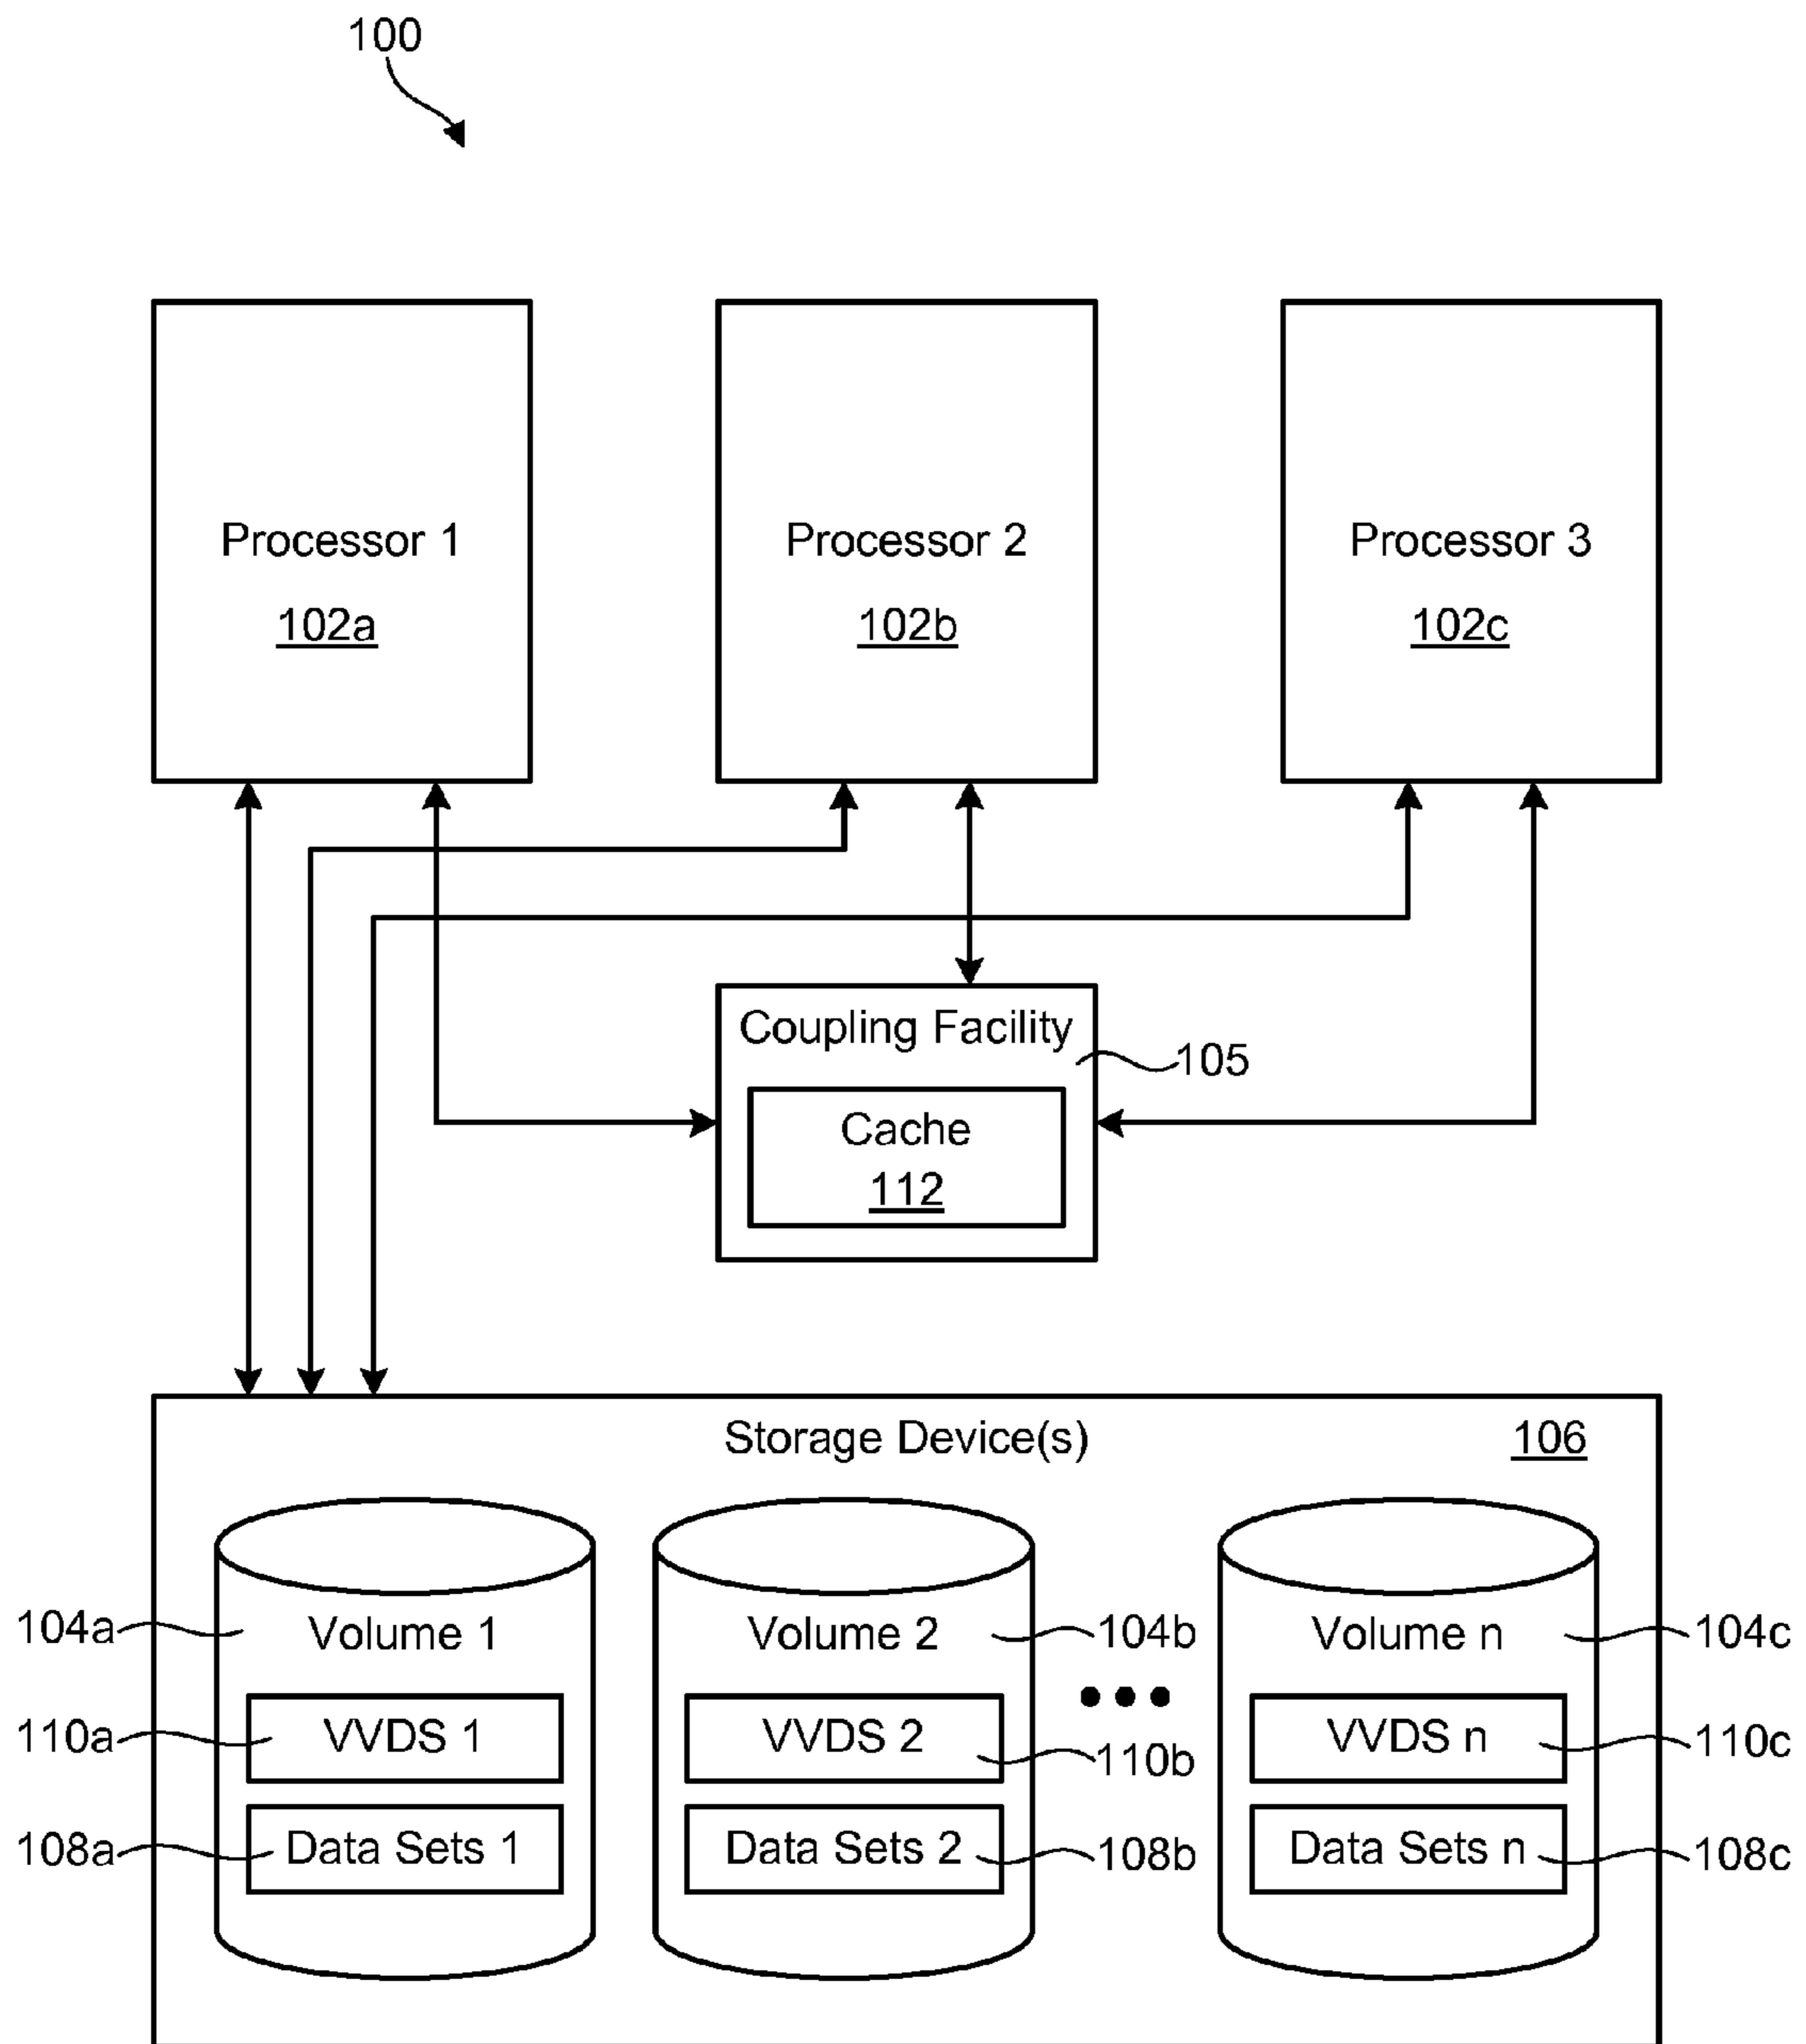 100
Processor 1
102a
Processor 2
102b
Processor 3
102c
Coupling Facility
105
Cache
112
Storage Device(s)
106
104a
Volume 1
Volume 2
104b
Volume n
104c
110a
VVDS 1
VVDS 2
110b
VVDS n
110c
108a
Data Sets 1
Data Sets 2
108b
Data Sets n
108c